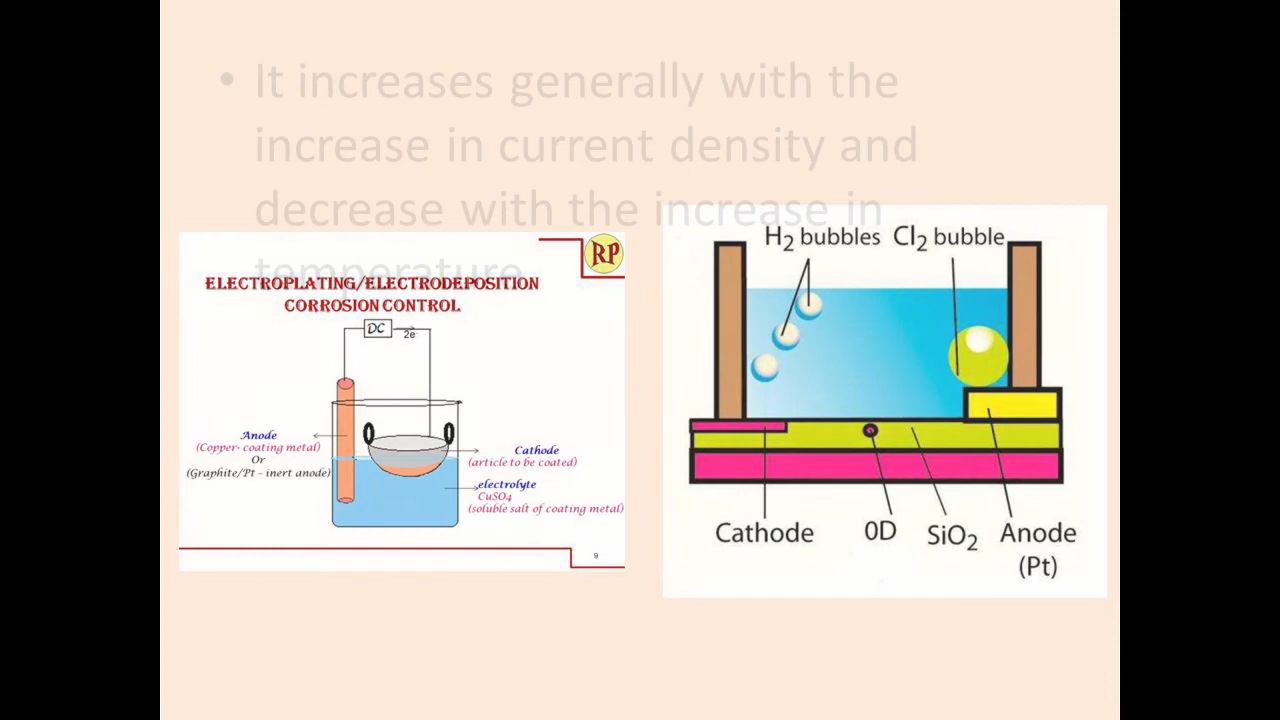 • It increases generally with the
increase in current density and
decrease with the increase in
temperature
RP
ELECTROPLATING/ELECTRODEPOSITION
CORROSION CONTROL
DC
2e
Anode
(Copper- coating metal)
Or
(Graphite/Pt – inert anode)
Cathode
(article to be coated)
electrolyte
CuSO4
(soluble salt of coating metal)
9
H2 bubbles Cl2 bubble
Cathode
0D
SiO2
Anode
(Pt)